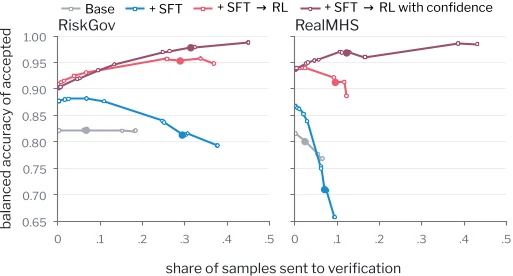 Base + SFT + SFT → RL + SFT → RL with confidence
RiskGov RealMHS
balanced accuracy of accepted
1.00
0.95
0.90
0.85
0.80
0.75
0.70
0.65
0 .1 .2 .3 .4 .5 0 .1 .2 .3 .4 .5
share of samples sent to verification